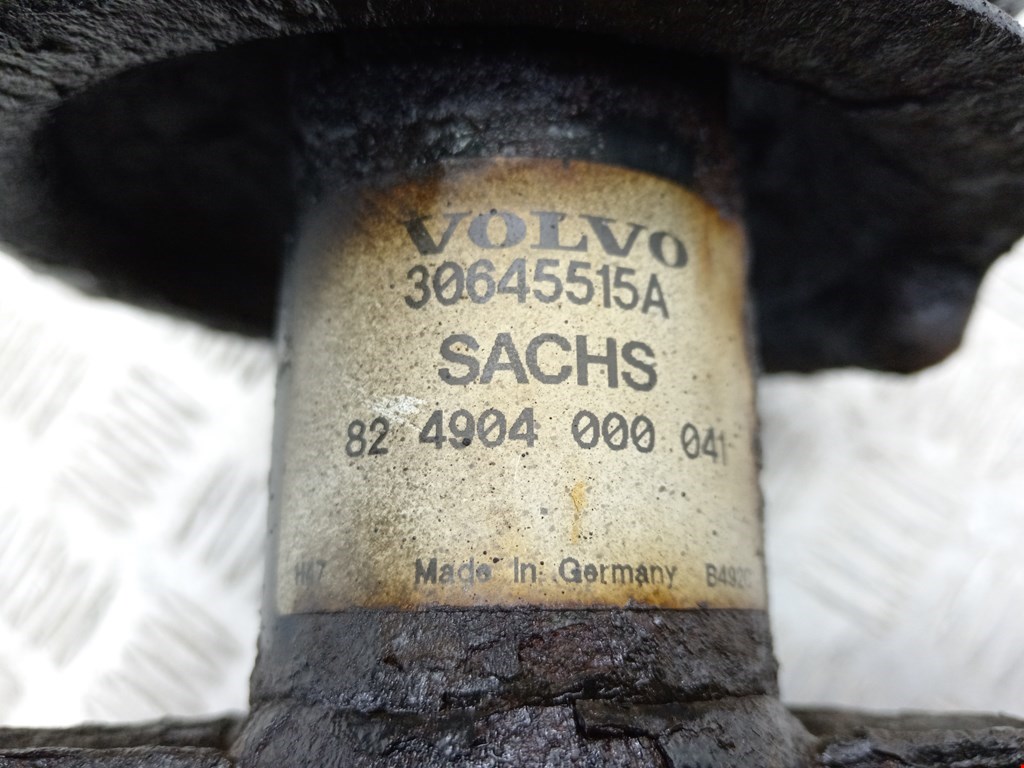 VOLVO
30645515A
SACHS
82 4904 000 041
Made In Germany